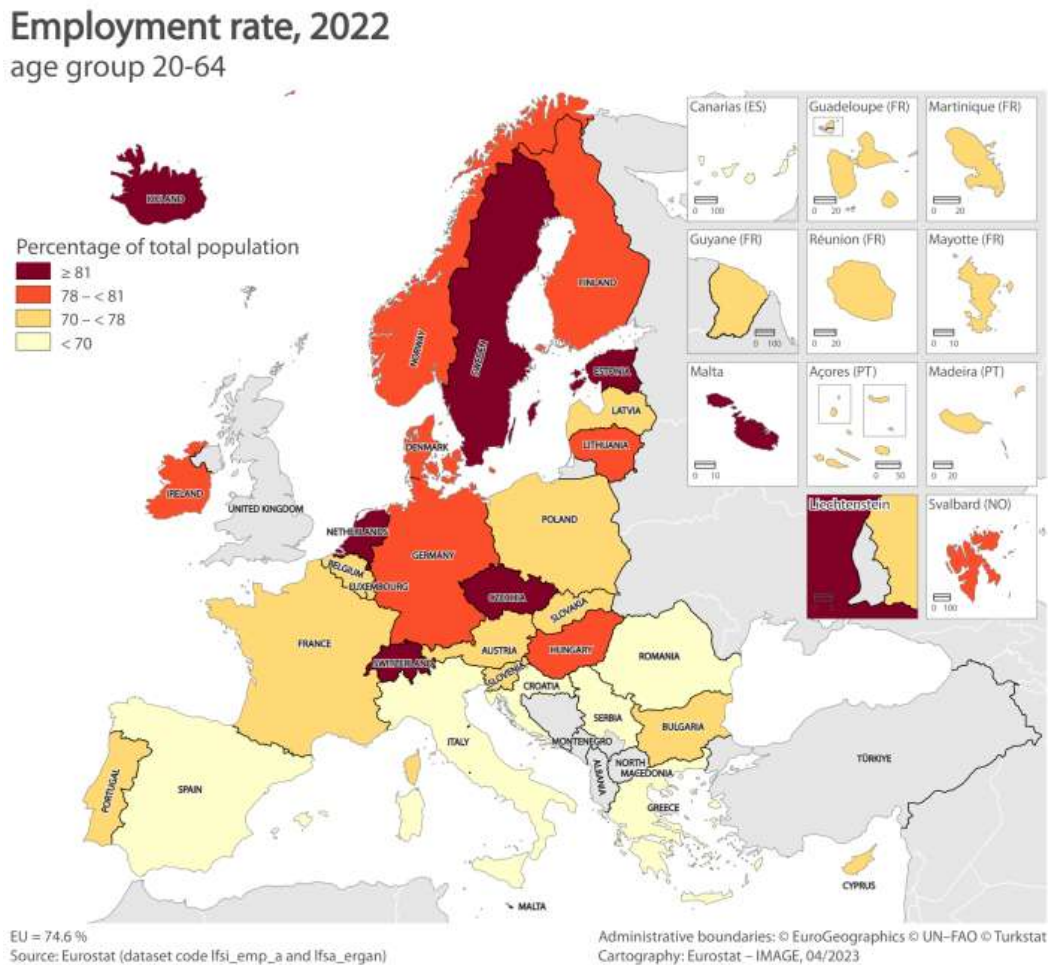 Employment rate, 2022
age group 20-64
Canarias (ES)
0 100
Guadeloupe (FR)
0 20
Martinique (FR)
0 20
Guyane (FR)
0 100
Réunion (FR)
0 20
Mayotte (FR)
0 10
Malta
0 10
Açores (PT)
0 50
Madeira (PT)
0 20
Liechtenstein
Svalbard (NO)
0 100
Percentage of total population
≥ 81
78 – < 81
70 – < 78
< 70
ICELAND
NORWAY
SWEDEN
FINLAND
ESTONIA
LATVIA
LITHUANIA
DENMARK
IRELAND
UNITED KINGDOM
NETHERLANDS
BELGIUM
LUXEMBOURG
GERMANY
POLAND
CZECHIA
SLOVAKIA
FRANCE
SWITZERLAND
AUSTRIA
HUNGARY
SLOVENIA
CROATIA
ROMANIA
SERBIA
BULGARIA
MONTENEGRO
ALBANIA
NORTH
MACEDONIA
ITALY
GREECE
TÜRKIYE
PORTUGAL
SPAIN
MALTA
CYPRUS
EU = 74.6 %
Source: Eurostat (dataset code lfsi_emp_a and lfsa_ergan)
Administrative boundaries: © EuroGeographics © UN–FAO © Turkstat
Cartography: Eurostat – IMAGE, 04/2023